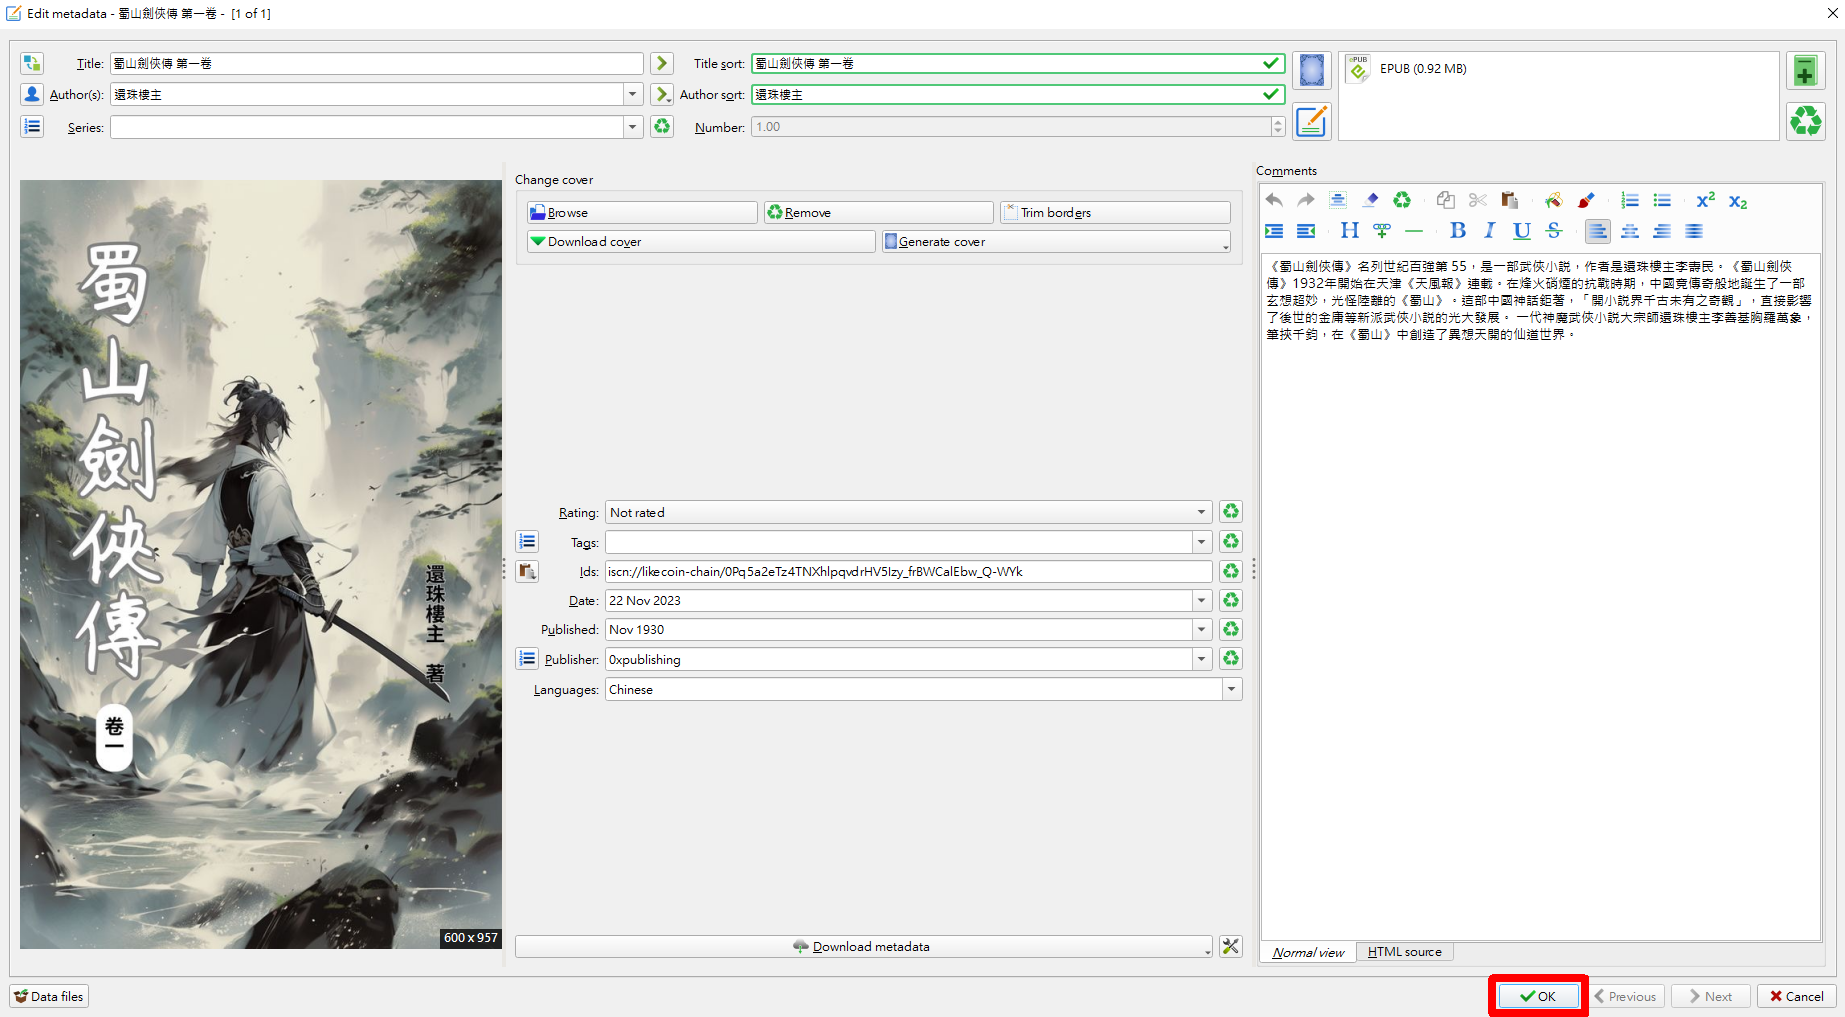 Edit metadata - 蜀山劍俠傳 第一卷 -  [1 of 1]
Title: 蜀山劍俠傳 第一卷
Title sort: 蜀山劍俠傳 第一卷
EPUB (0.92 MB)
Author(s): 還珠樓主
Author sort: 還珠樓主
Series:
Number: 1.00
蜀山劍俠傳
卷一
還珠樓主 著
600 x 957
Change cover
Browse
Remove
Trim borders
Download cover
Generate cover
Rating: Not rated
Tags:
Ids: iscn://likecoin-chain/0Pq5a2eTz4TNXhlpqvdrHV5Izy_frBWCalEbw_Q-WYk
Date: 22 Nov 2023
Published: Nov 1930
Publisher: 0xpublishing
Languages: Chinese
Download metadata
Comments
《蜀山劍俠傳》名列世紀百強第 55，是一部武俠小説，作者是還珠樓主李壽民。《蜀山劍俠
傳》1932年開始在天津《天風報》連載。在烽火硝煙的抗戰時期，中國竟傳奇般地誕生了一部
玄想超妙，光怪陸離的《蜀山》。這部中國神話鉅著，「開小説界千古未有之奇觀」，直接影響
了後世的金庸等新派武俠小説的光大發展。 一代神魔武俠小説大宗師還珠樓主李善基胸羅萬象，
筆挾千鈞，在《蜀山》中創造了異想天開的仙道世界。
Normal view
HTML source
Data files
OK
Previous
Next
Cancel